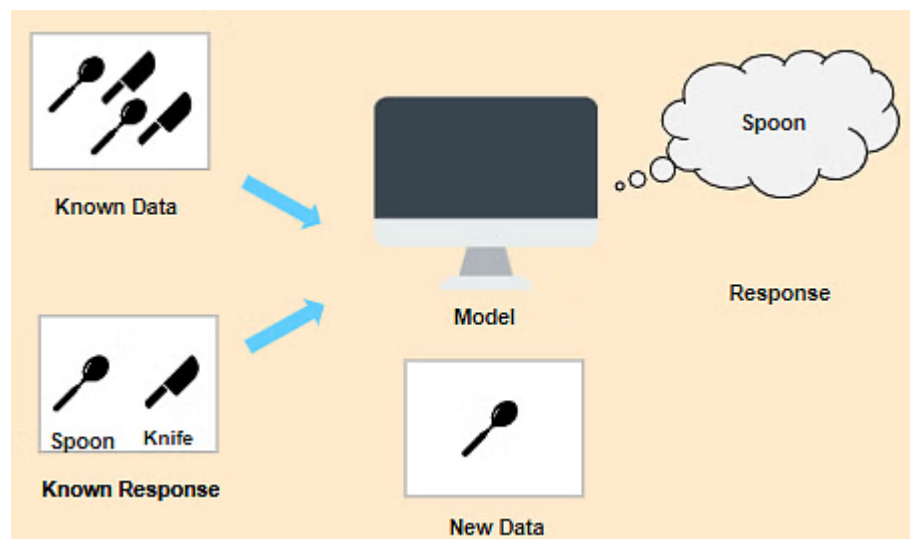 Spoon
Known Data
Response
Model
Spoon Knife
Known Response
New Data